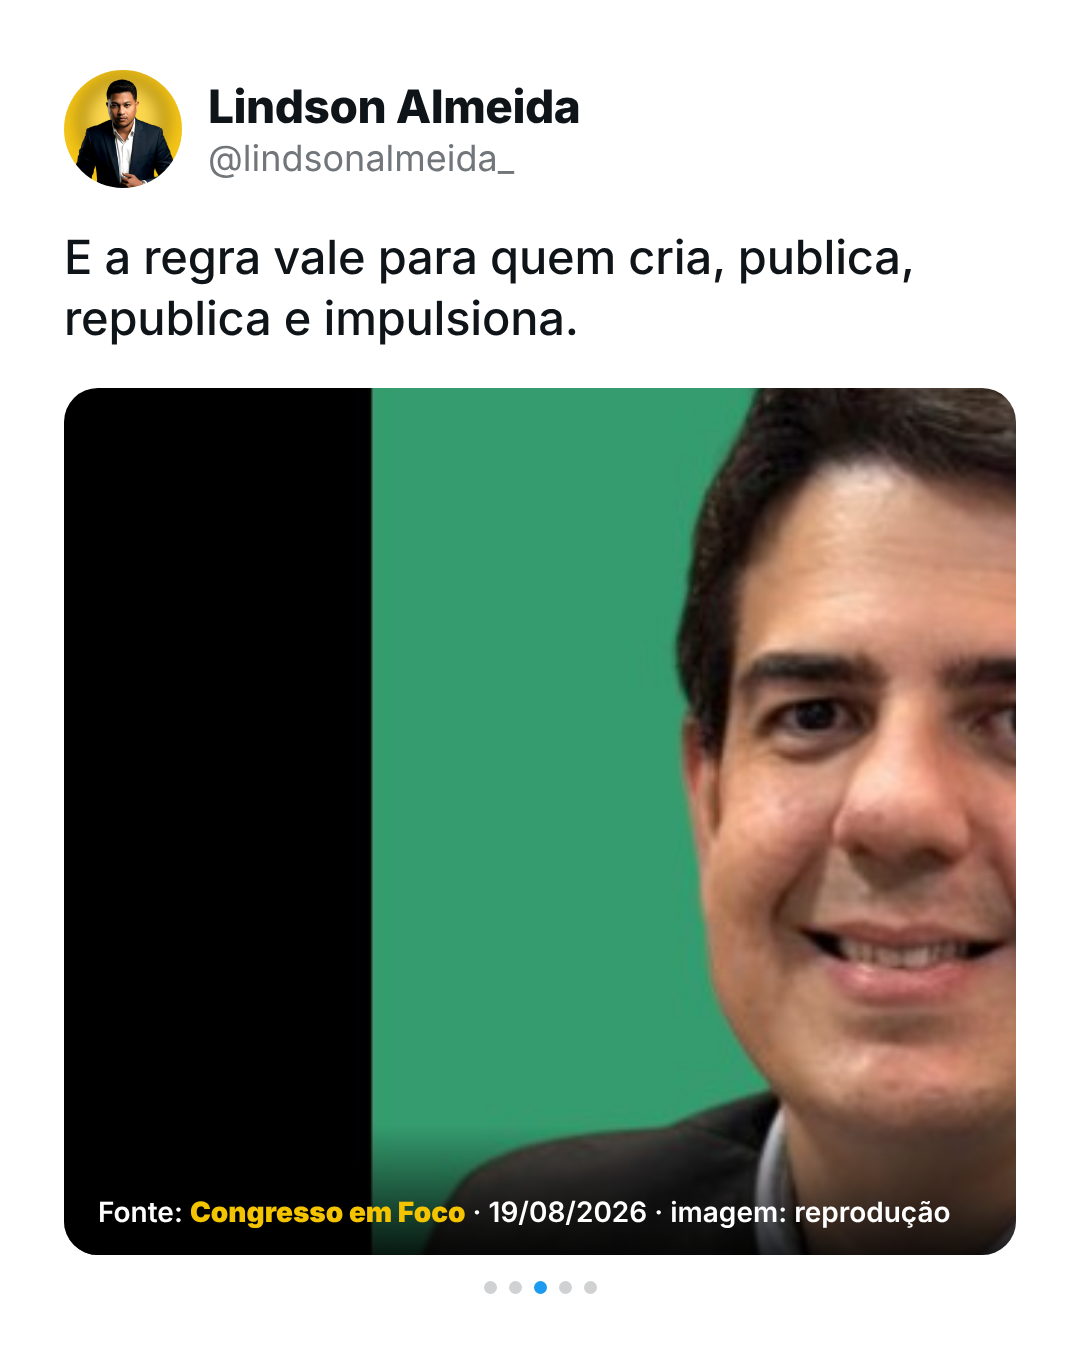 Lindson Almeida
@lindsonalmeida_
E a regra vale para quem cria, publica,
republica e impulsiona.
Fonte: Congresso em Foco · 19/08/2026 · imagem: reprodução